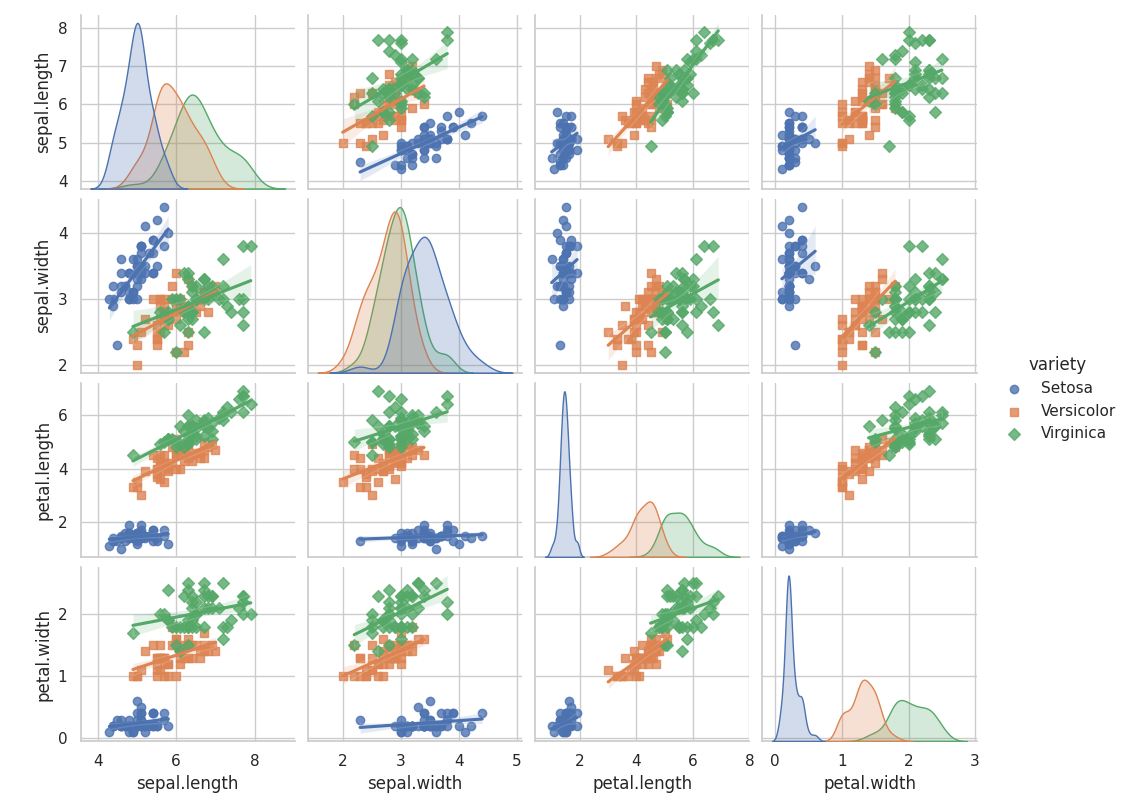 8
7
6
5
4
sepal.length
4
3
2
sepal.width
variety
Setosa
Versicolor
Virginica
6
4
2
petal.length
2
1
0
petal.width
4 6 8
2 3 4 5
2 4 6 8
0 1 2 3
sepal.length
sepal.width
petal.length
petal.width